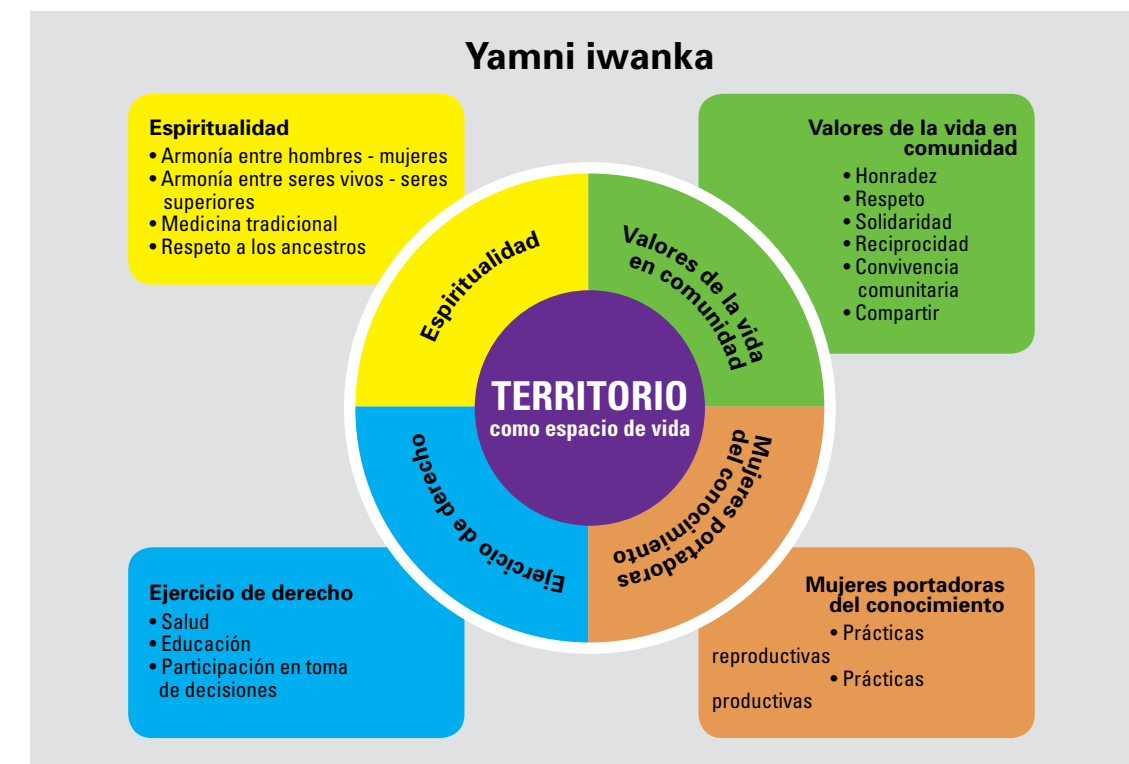 Yamni iwanka
Espiritualidad
• Armonía entre hombres - mujeres
• Armonía entre seres vivos - seres
superiores
• Medicina tradicional
• Respeto a los ancestros
Valores de la vida en
comunidad
• Honradez
• Respeto
• Solidaridad
• Reciprocidad
• Convivencia
comunitaria
• Compartir
Espiritualidad
Valores de la vida
en comunidad
TERRITORIO
como espacio de vida
Ejercicio de derecho
Mujeres portadoras
del conocimiento
Ejercicio de derecho
• Salud
• Educación
• Participación en toma
de decisiones
Mujeres portadoras
del conocimiento
• Prácticas
reproductivas
• Prácticas
productivas